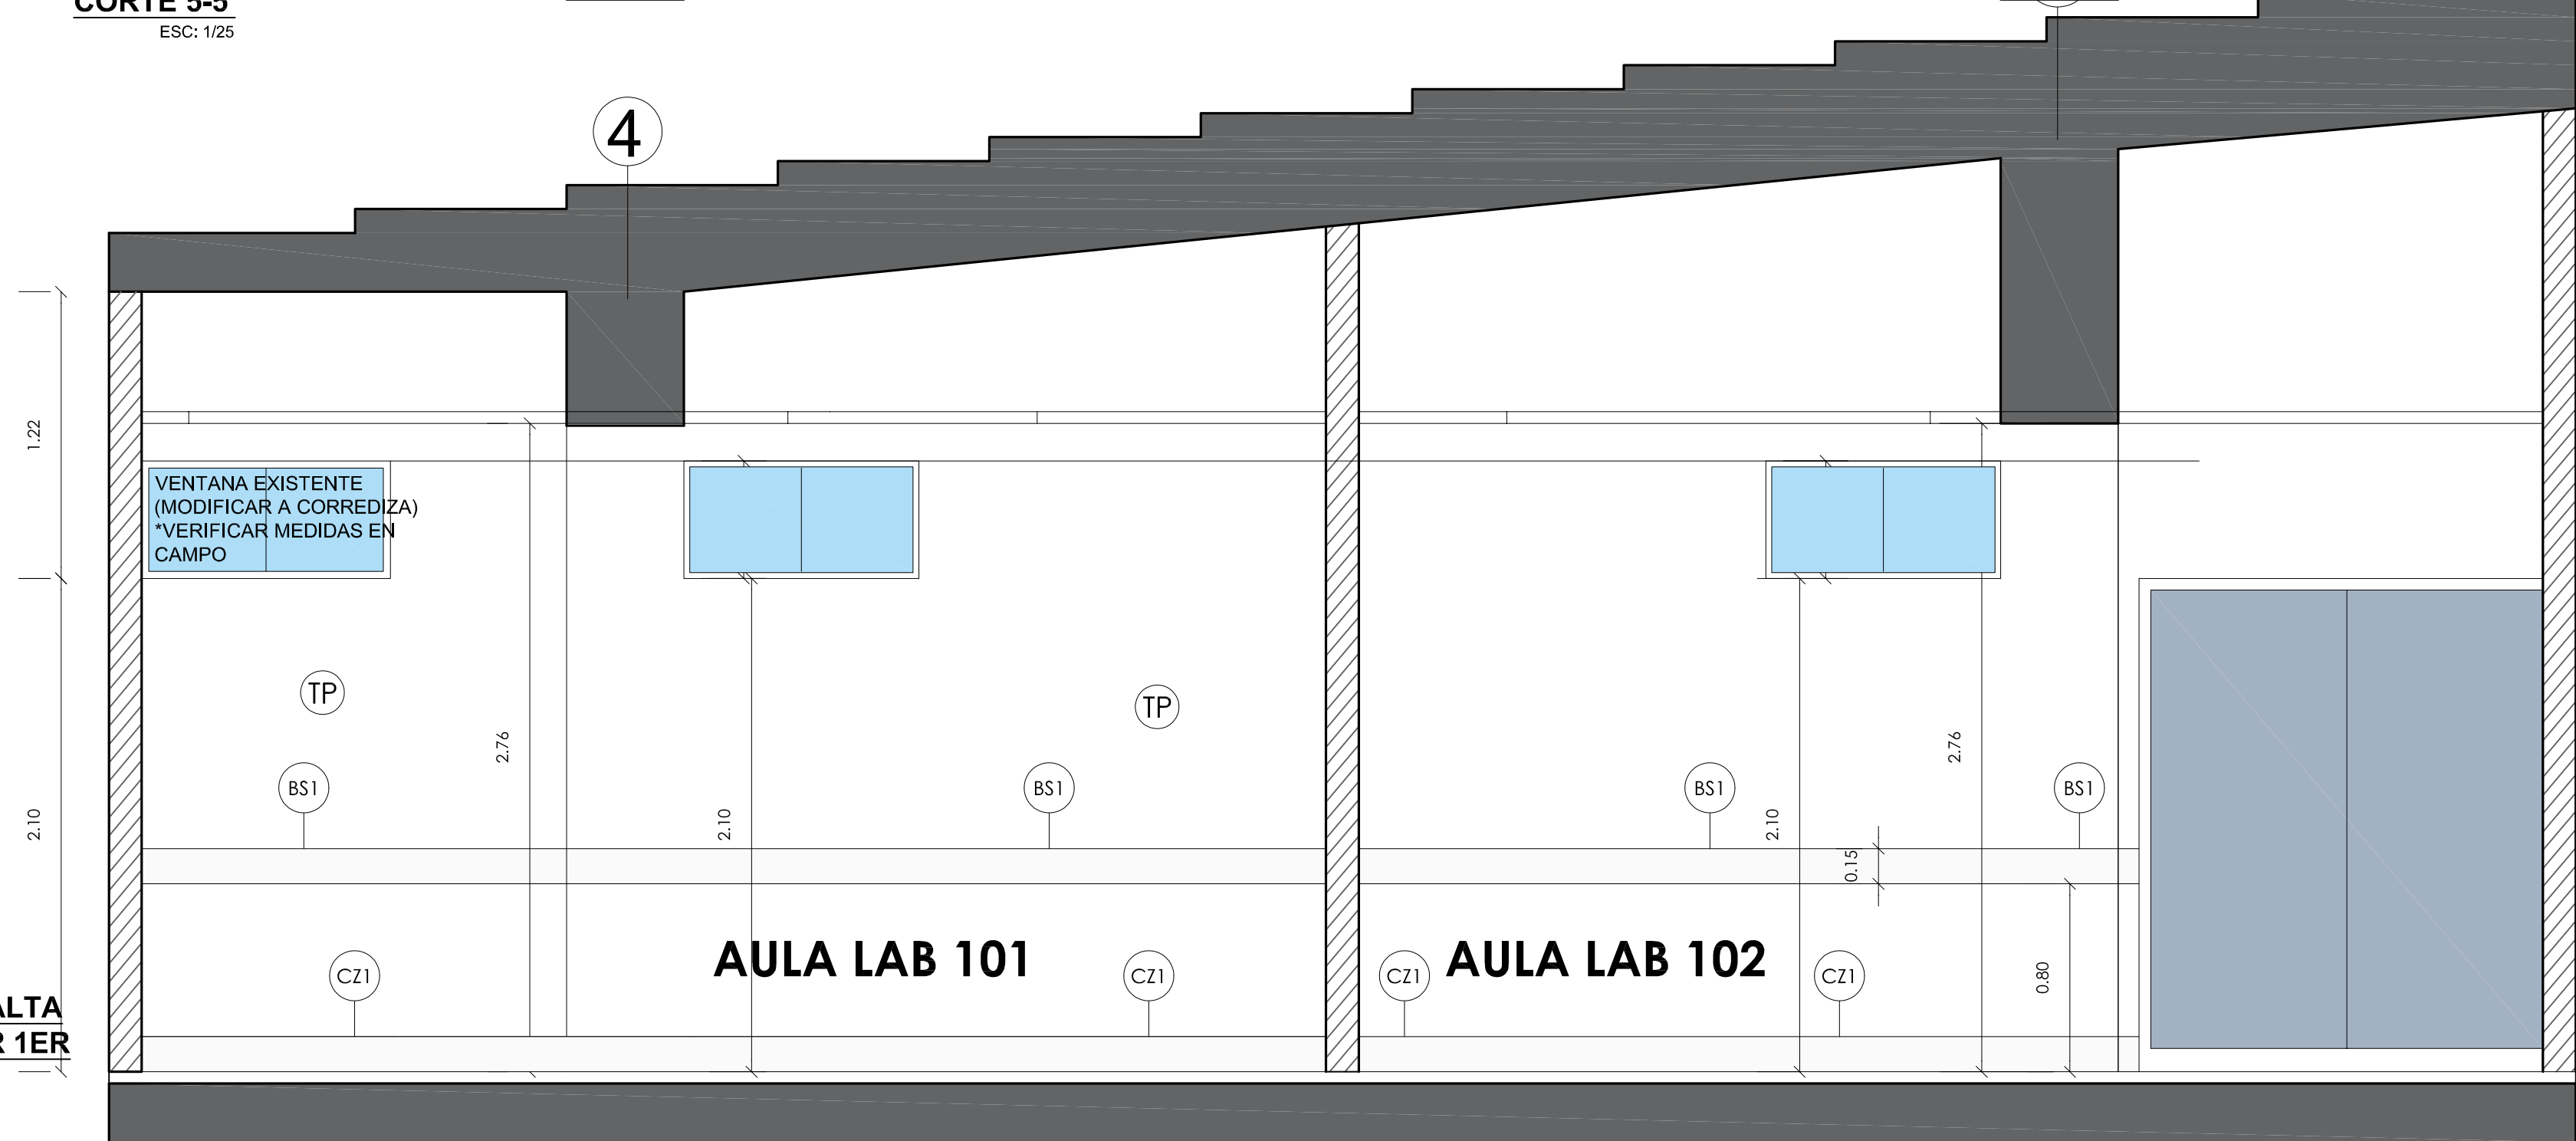 CORTE 5-5
ESC: 1/25
4
1.22
VENTANA EXISTENTE
(MODIFICAR A CORREDIZA)
*VERIFICAR MEDIDAS EN
CAMPO
TP
TP
2.76
2.76
BS1
BS1
BS1
BS1
2.10
2.10
2.10
0.15
AULA LAB 101
AULA LAB 102
CZ1
CZ1
CZ1
CZ1
0.80
ALTA
R 1ER